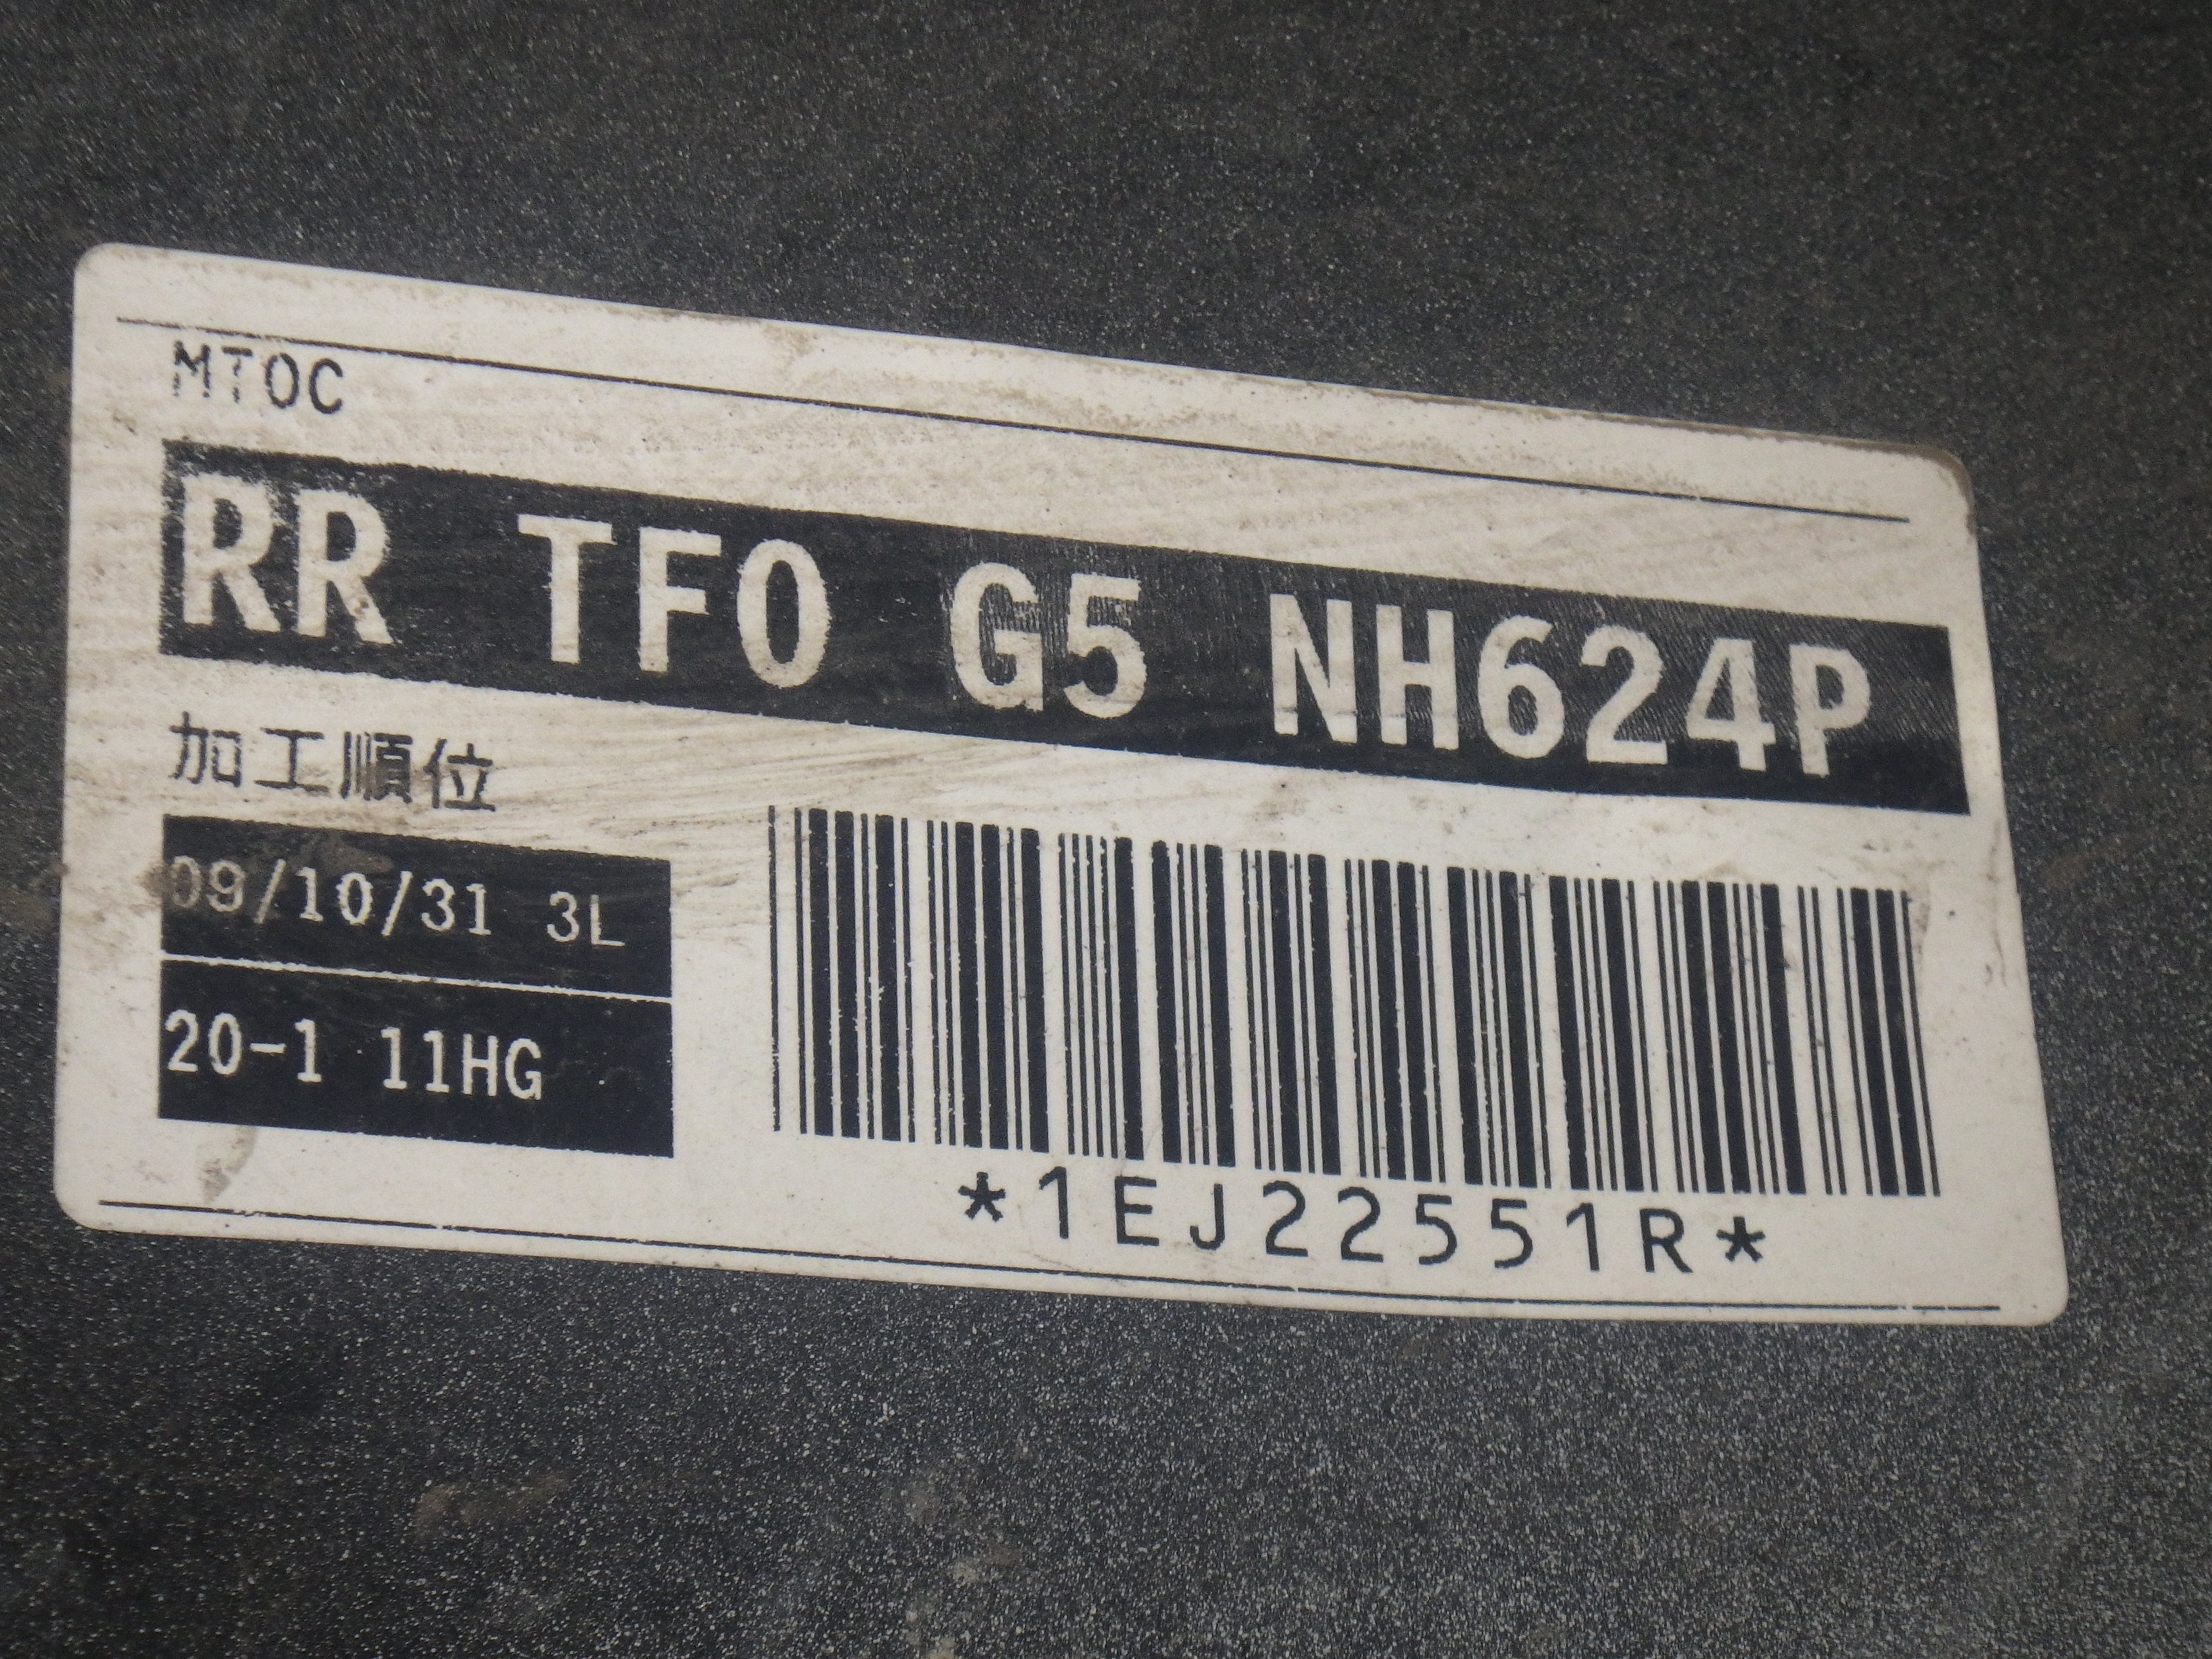 MTOC
RR TF0 G5 NH624P
加工順位
09/10/31 3L
20-1 11HG
*1EJ22551R*